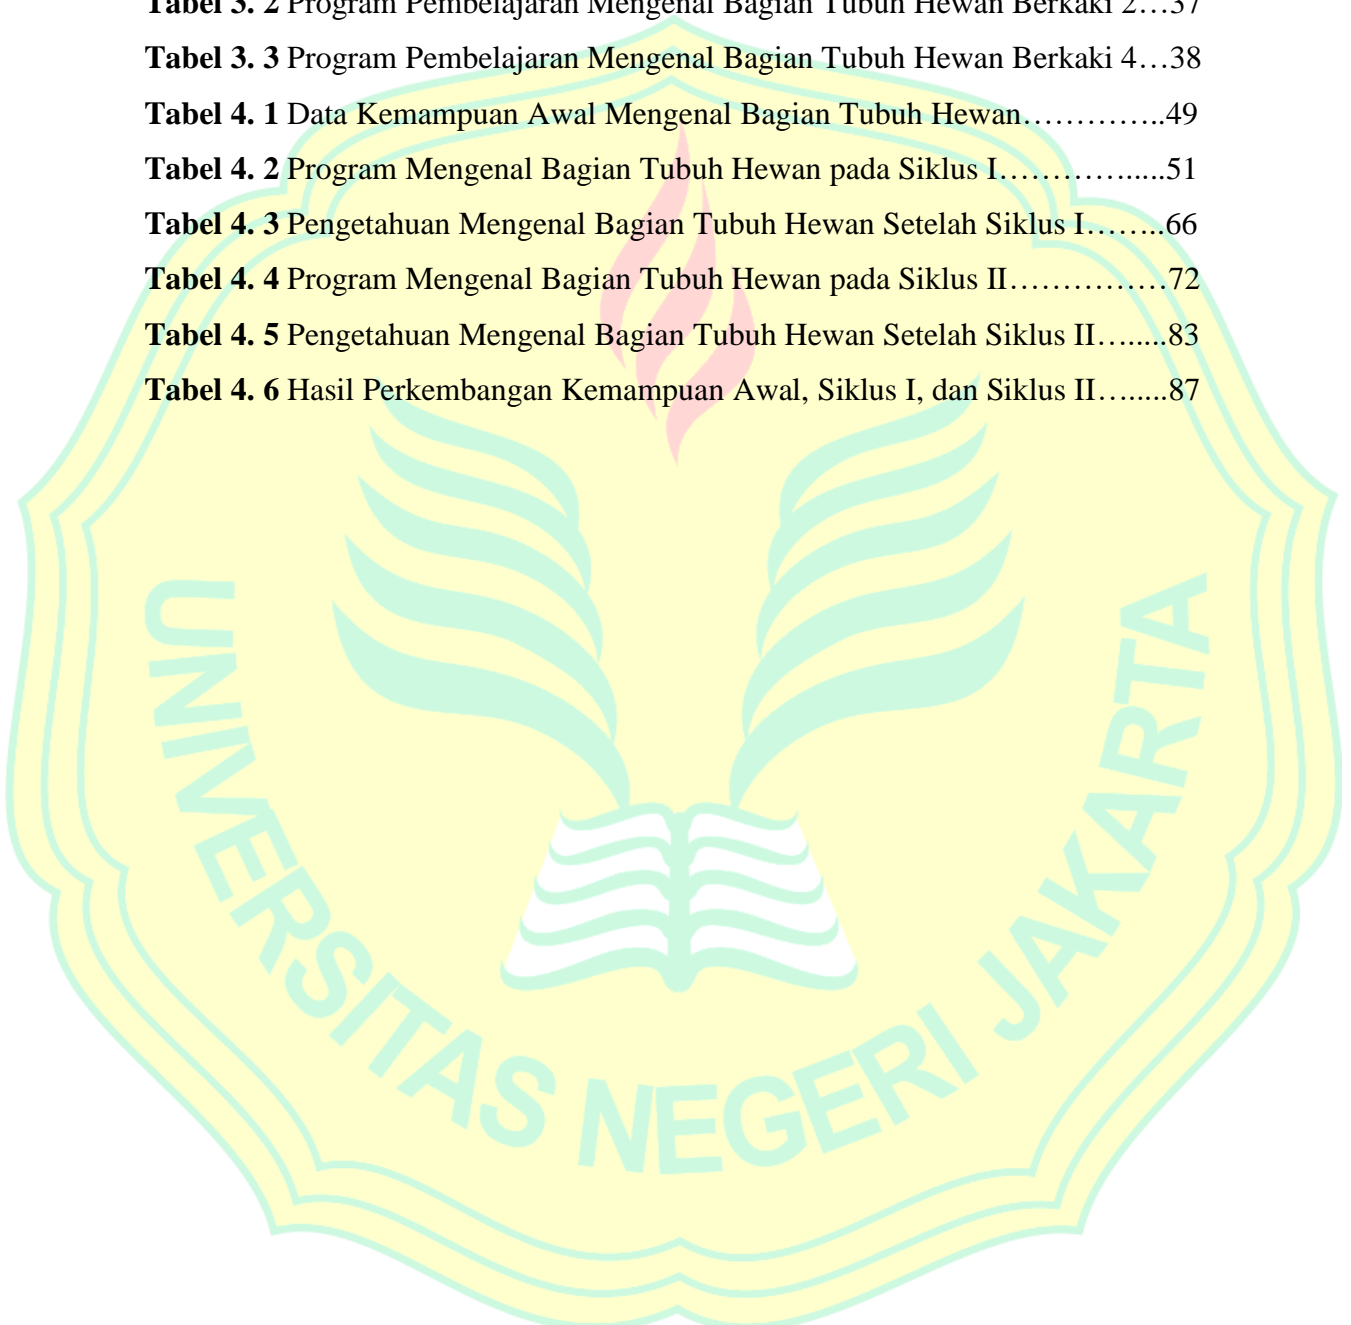 Tabel 3. 2 Program Pembelajaran Mengenal Bagian Tubuh Hewan Berkaki 2…37
Tabel 3. 3 Program Pembelajaran Mengenal Bagian Tubuh Hewan Berkaki 4…38
Tabel 4. 1 Data Kemampuan Awal Mengenal Bagian Tubuh Hewan…………..49
Tabel 4. 2 Program Mengenal Bagian Tubuh Hewan pada Siklus I…………......51
Tabel 4. 3 Pengetahuan Mengenal Bagian Tubuh Hewan Setelah Siklus I……..66
Tabel 4. 4 Program Mengenal Bagian Tubuh Hewan pada Siklus II……………72
Tabel 4. 5 Pengetahuan Mengenal Bagian Tubuh Hewan Setelah Siklus II….....83
Tabel 4. 6 Hasil Perkembangan Kemampuan Awal, Siklus I, dan Siklus II….....87
UNIVERSITAS NEGERI JAKARTA